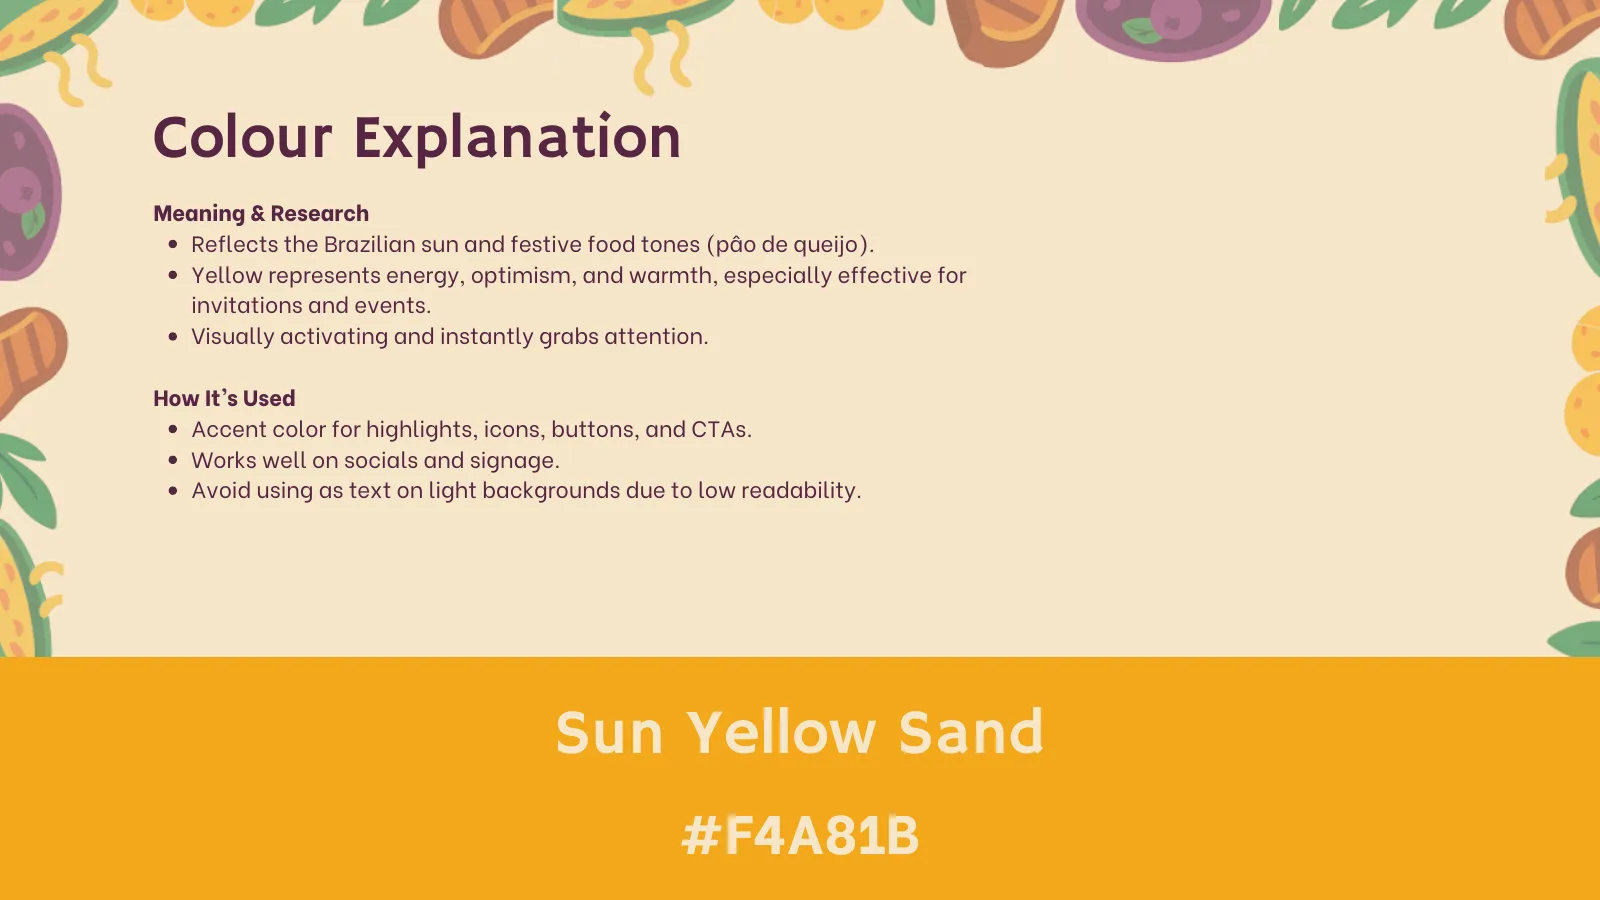 Colour Explanation
Meaning & Research
• Reflects the Brazilian sun and festive food tones (pâo de queijo).
• Yellow represents energy, optimism, and warmth, especially effective for
invitations and events.
• Visually activating and instantly grabs attention.
How It's Used
• Accent color for highlights, icons, buttons, and CTAs.
• Works well on socials and signage.
• Avoid using as text on light backgrounds due to low readability.
Sun Yellow Sand
#F4A81B